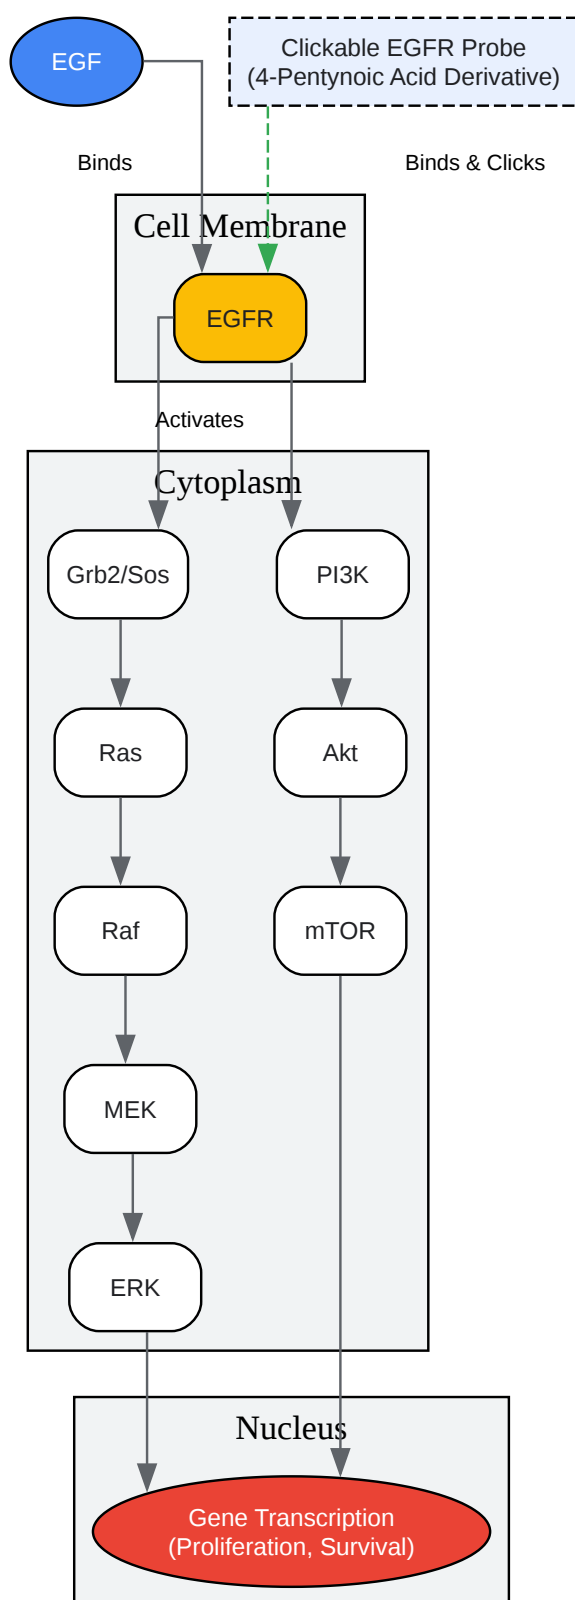 EGF
Clickable EGFR Probe
(4-Pentynoic Acid Derivative)
Binds
Binds & Clicks
Cell Membrane
EGFR
Activates
Cytoplasm
Grb2/Sos
PI3K
Ras
Akt
Raf
mTOR
MEK
ERK
Nucleus
Gene Transcription
(Proliferation, Survival)